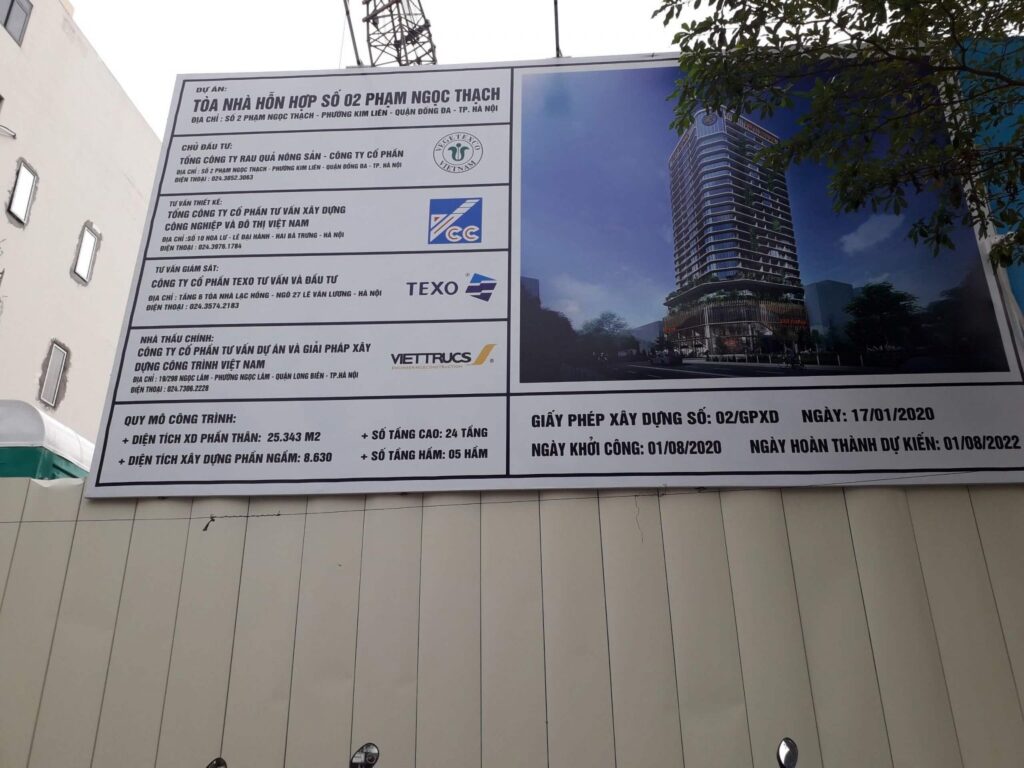 DỰ ÁN:
TÒA NHÀ HỖN HỢP SỐ 02 PHẠM NGỌC THẠCH
ĐỊA CHỈ : SỐ 2 PHẠM NGỌC THẠCH - PHƯỜNG KIM LIÊN - QUẬN ĐỐNG ĐA - TP. HÀ NỘI
CHỦ ĐẦU TƯ:
TỔNG CÔNG TY RAU QUẢ NÔNG SẢN - CÔNG TY CỔ PHẦN
ĐỊA CHỈ : SỐ 2 PHẠM NGỌC THẠCH - PHƯỜNG KIM LIÊN - QUẬN ĐỐNG ĐA - TP. HÀ NỘI
ĐIỆN THOẠI : 024.3852.3063
VEGETEXCO
VIETNAM
TƯ VẤN THIẾT KẾ:
TỔNG CÔNG TY CỔ PHẦN TƯ VẤN XÂY DỰNG
CÔNG NGHIỆP VÀ ĐÔ THỊ VIỆT NAM
ĐỊA CHỈ :SỐ 10 HOA LƯ - LÊ ĐẠI HÀNH - HAI BÀ TRƯNG - HÀ NỘI
ĐIỆN THOẠI : 024.3976.1784
VCC
TƯ VẤN GIÁM SÁT:
CÔNG TY CỔ PHẦN TEXO TƯ VẤN VÀ ĐẦU TƯ
ĐỊA CHỈ : TẦNG 6 TÒA NHÀ LẠC HỒNG - NGÕ 27 LÊ VĂN LƯƠNG - HÀ NỘI
ĐIỆN THOẠI : 024.3574.2183
TEXO
NHÀ THẦU CHÍNH:
CÔNG TY CỔ PHẦN TƯ VẤN DỰ ÁN VÀ GIẢI PHÁP XÂY
DỰNG CÔNG TRÌNH VIỆT NAM
ĐỊA CHỈ : 19/298 NGỌC LÂM - PHƯỜNG NGỌC LÂM - QUẬN LONG BIÊN - TP.HÀ NỘI
ĐIỆN THOẠI : 024.7306.2228
VIETTRUCS
QUY MÔ CÔNG TRÌNH:
+ DIỆN TÍCH XD PHẦN THÂN: 25.343 M2
+ SỐ TẦNG CAO: 24 TẦNG
+ DIỆN TÍCH XÂY DỰNG PHẦN NGẦM: 8.630
+ SỐ TẦNG HẦM: 05 HẦM
GIẤY PHÉP XÂY DỰNG SỐ: 02/GPXD NGÀY: 17/01/2020
NGÀY KHỞI CÔNG: 01/08/2020 NGÀY HOÀN THÀNH DỰ KIẾN: 01/08/2022